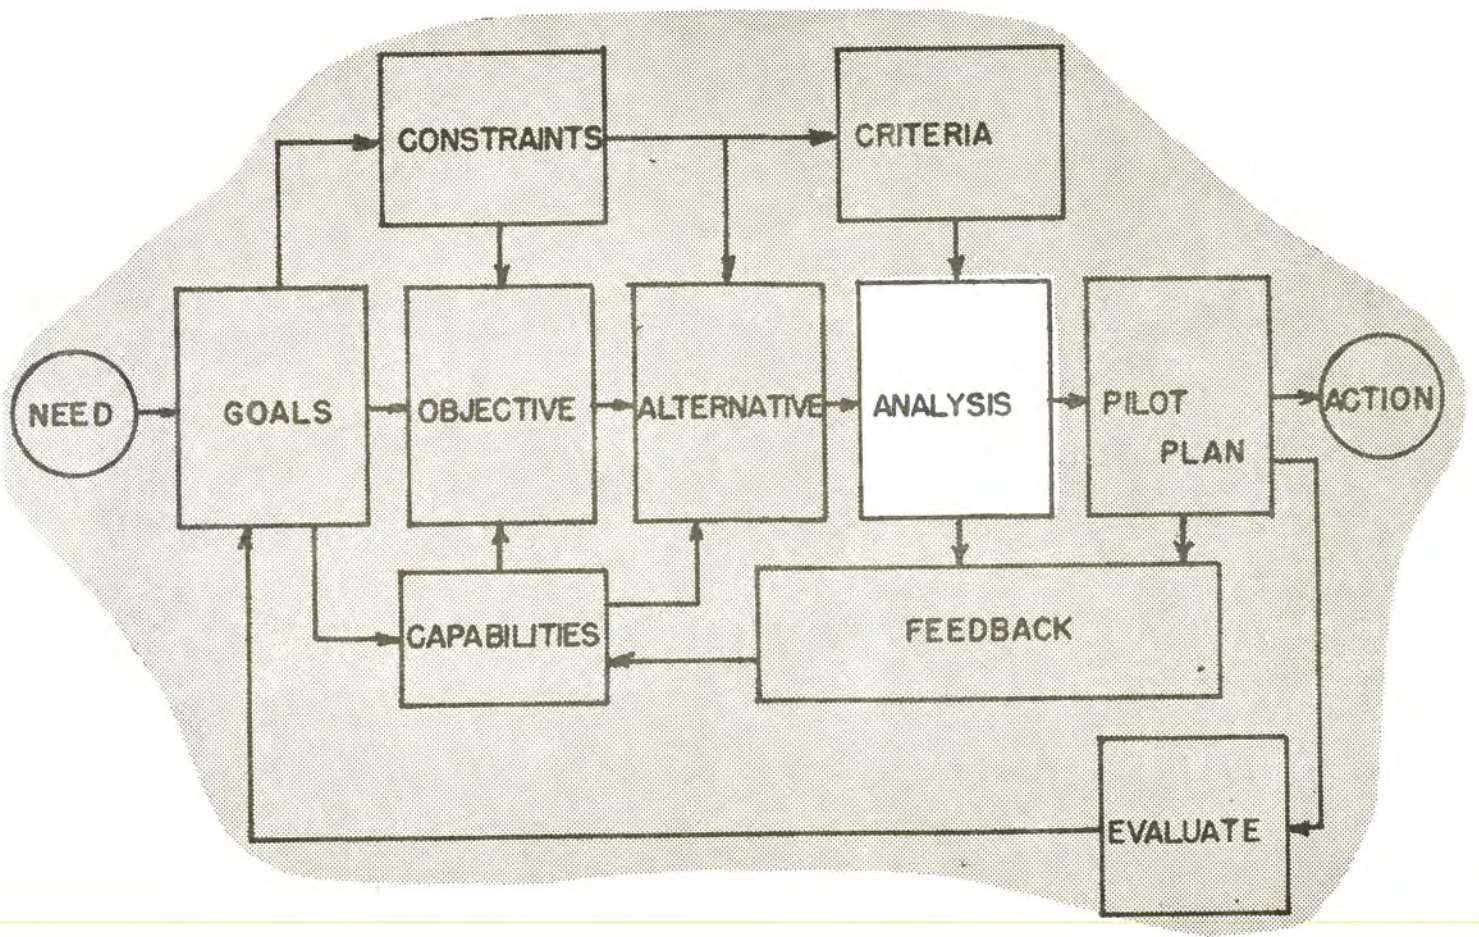 CONSTRAINTS
CRITERIA
NEED
GOALS
OBJECTIVE
ALTERNATIVE
ANALYSIS
PILOT
PLAN
ACTION
CAPABILITIES
FEEDBACK
EVALUATE